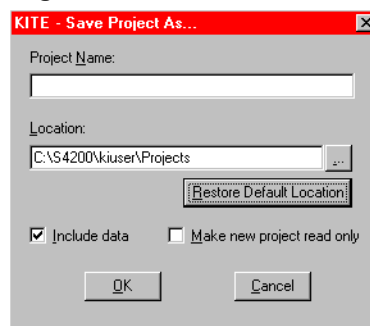 KITE - Save Project As...
Project Name:
Location:
C:\S4200\kiuser\Projects
...
Restore Default Location
Include data
Make new project read only
OK
Cancel